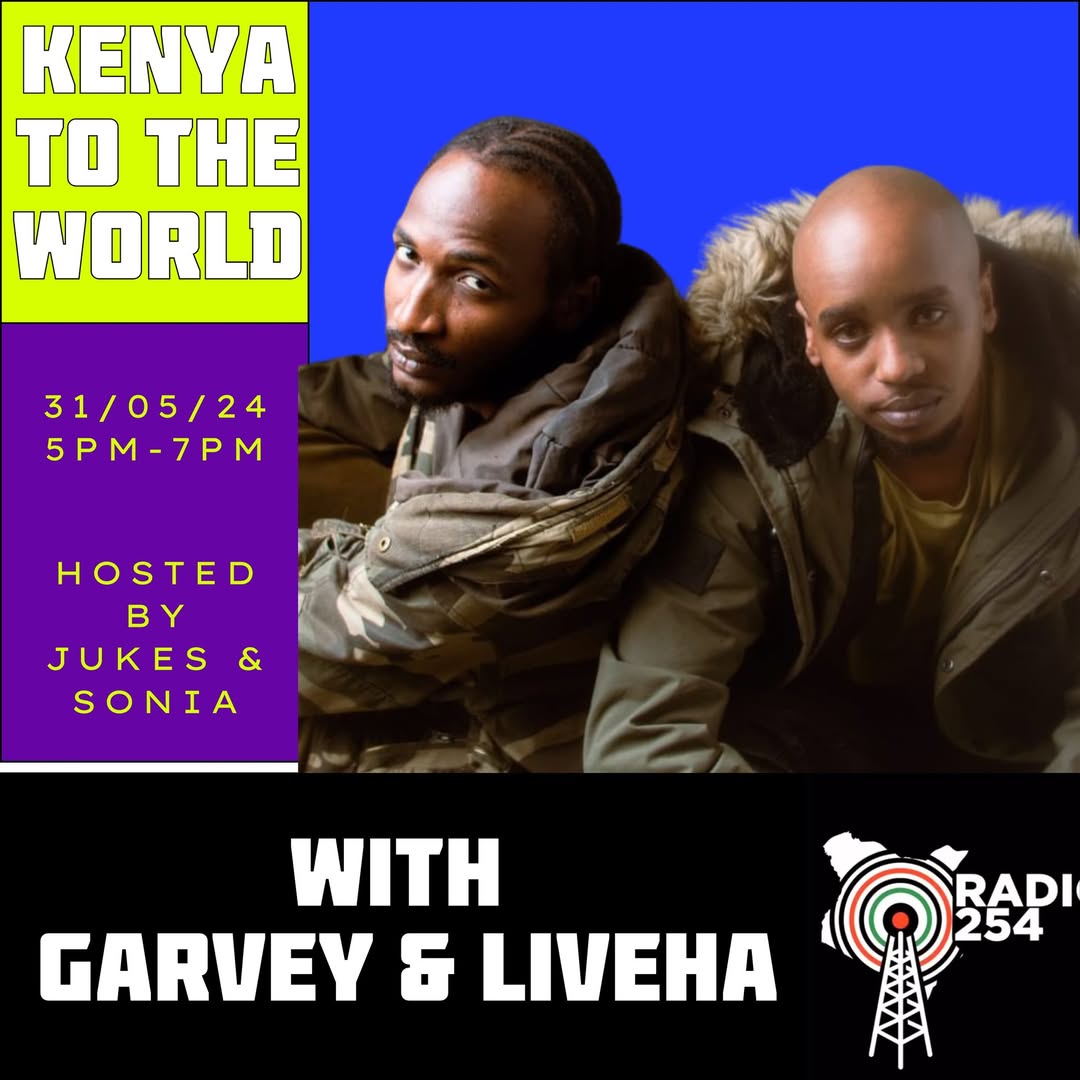 KENYA
TO THE
WORLD
31/05/24
5PM-7PM
HOSTED
BY
JUKES &
SONIA
WITH
GARVEY & LIVEHA
RADIO
254